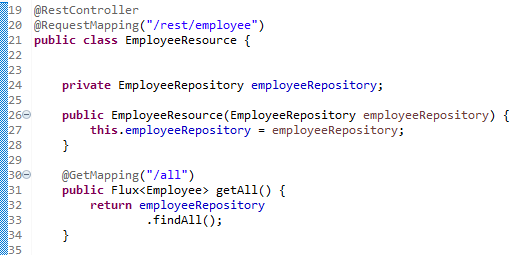 19 @RestController
20 @RequestMapping("/rest/employee")
21 public class EmployeeResource {
22
23
24     private EmployeeRepository employeeRepository;
25
26     public EmployeeResource(EmployeeRepository employeeRepository) {
27         this.employeeRepository = employeeRepository;
28     }
29
30     @GetMapping("/all")
31     public Flux<Employee> getAll() {
32         return employeeRepository
33                 .findAll();
34     }
35